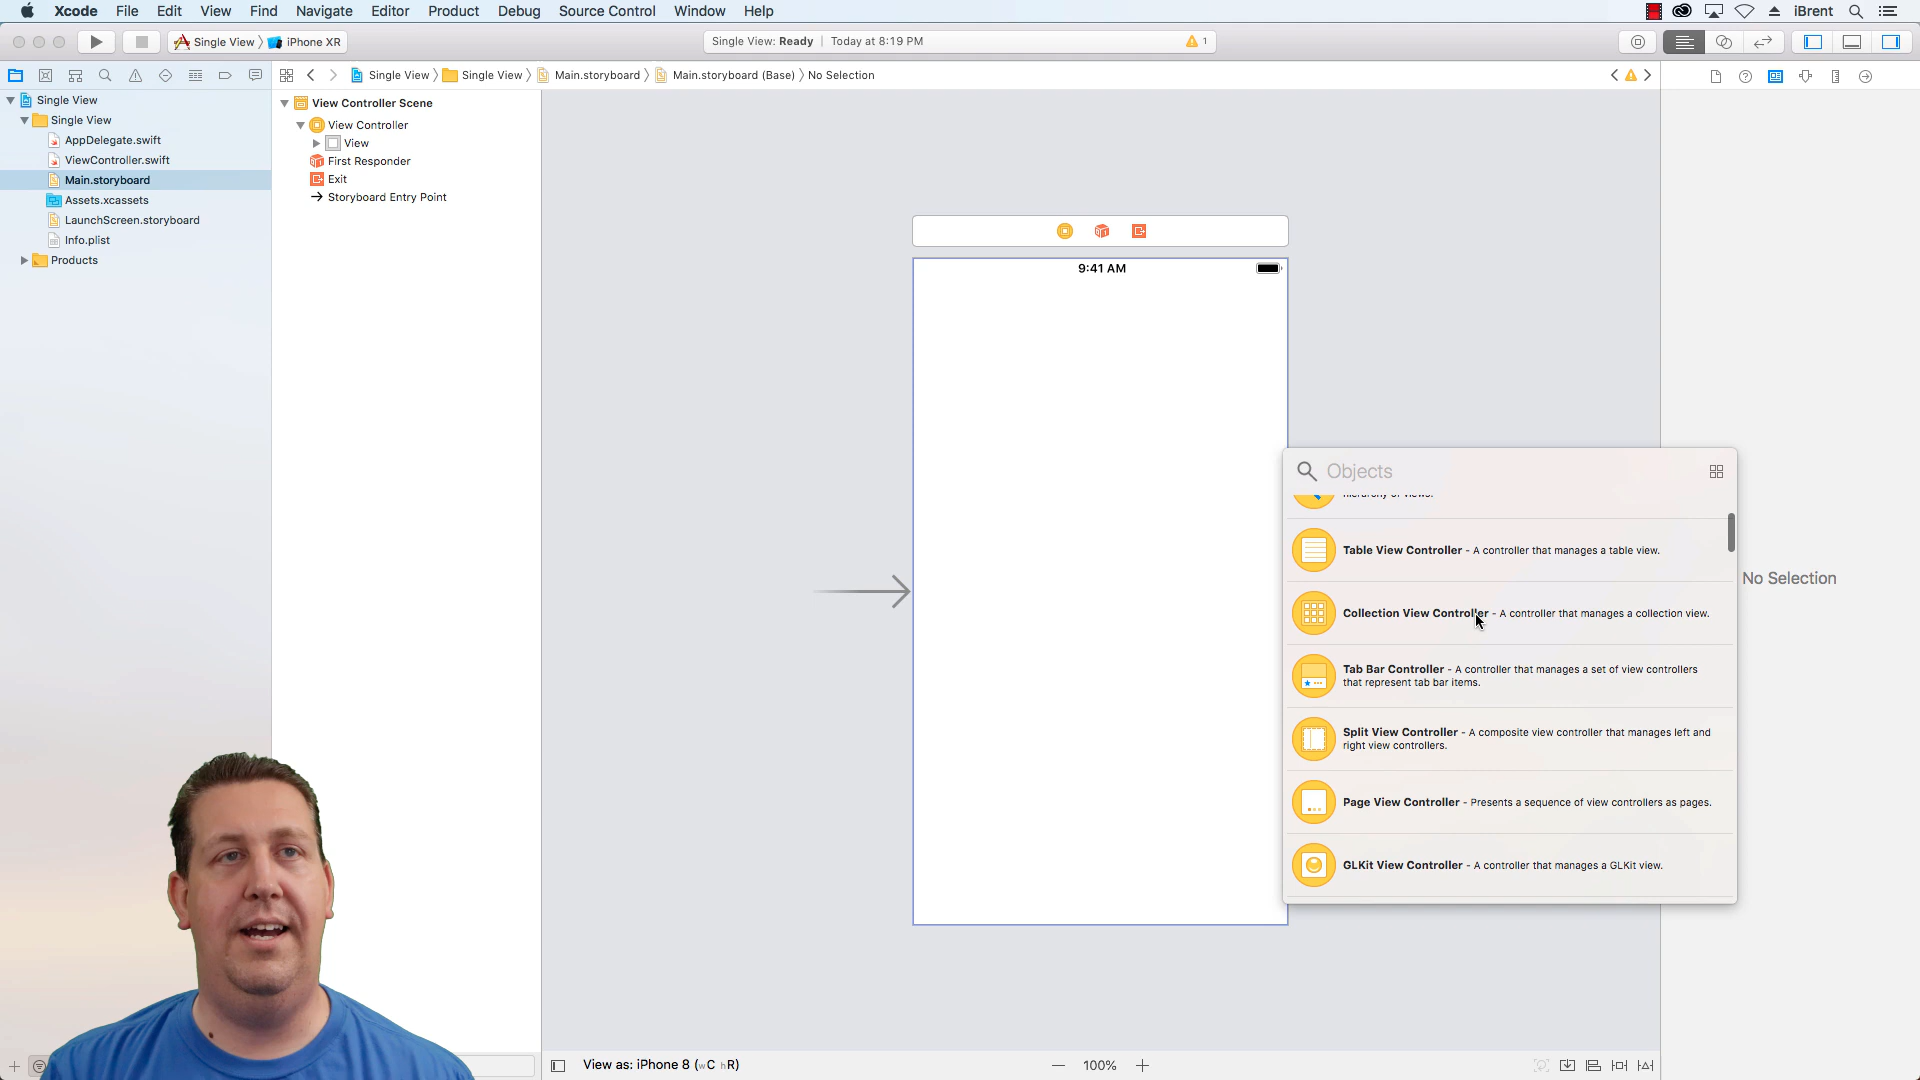 Xcode File Edit View Find Navigate Editor Product Debug Source Control Window Help
iBrent
Single View iPhone XR
Single View: Ready | Today at 8:19 PM
1
Single View Single View Main.storyboard Main.storyboard (Base) No Selection
Single View
Single View
AppDelegate.swift
ViewController.swift
Main.storyboard
Assets.xcassets
LaunchScreen.storyboard
Info.plist
Products
View Controller Scene
View Controller
View
First Responder
Exit
Storyboard Entry Point
9:41 AM
Objects
hierarchy of views.
Table View Controller - A controller that manages a table view.
Collection View Controller - A controller that manages a collection view.
Tab Bar Controller - A controller that manages a set of view controllers
that represent tab bar items.
Split View Controller - A composite view controller that manages left and
right view controllers.
Page View Controller - Presents a sequence of view controllers as pages.
GLKit View Controller - A controller that manages a GLKit view.
No Selection
View as: iPhone 8 (wC hR)
100%